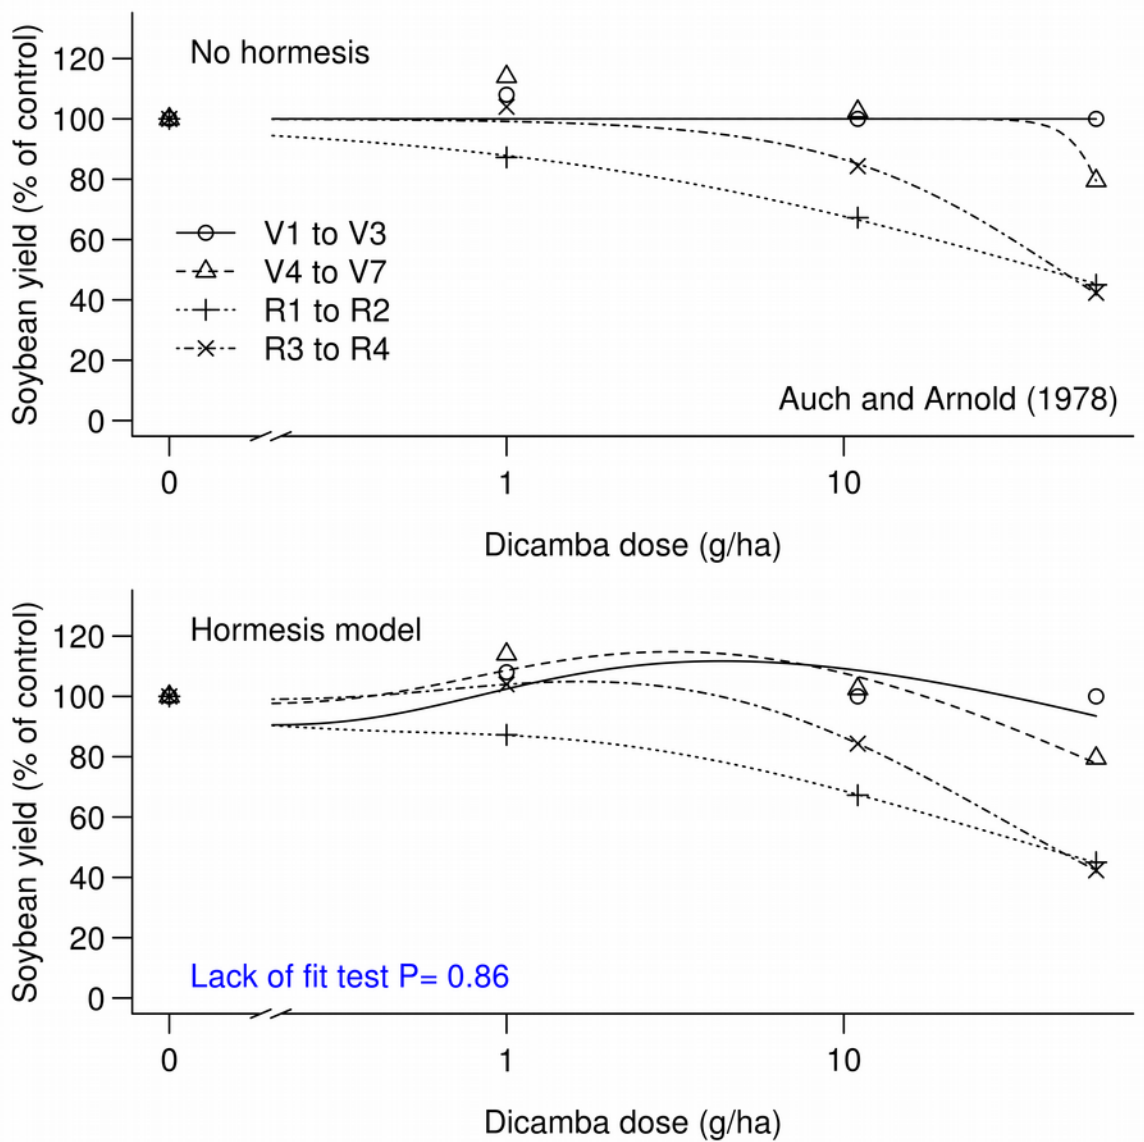 No hormesis
Soybean yield (% of control)
120
100
80
60
40
20
0
V1 to V3
V4 to V7
R1 to R2
R3 to R4
Auch and Arnold (1978)
0 1 10
Dicamba dose (g/ha)
Hormesis model
Soybean yield (% of control)
120
100
80
60
40
20
0
Lack of fit test P= 0.86
0 1 10
Dicamba dose (g/ha)